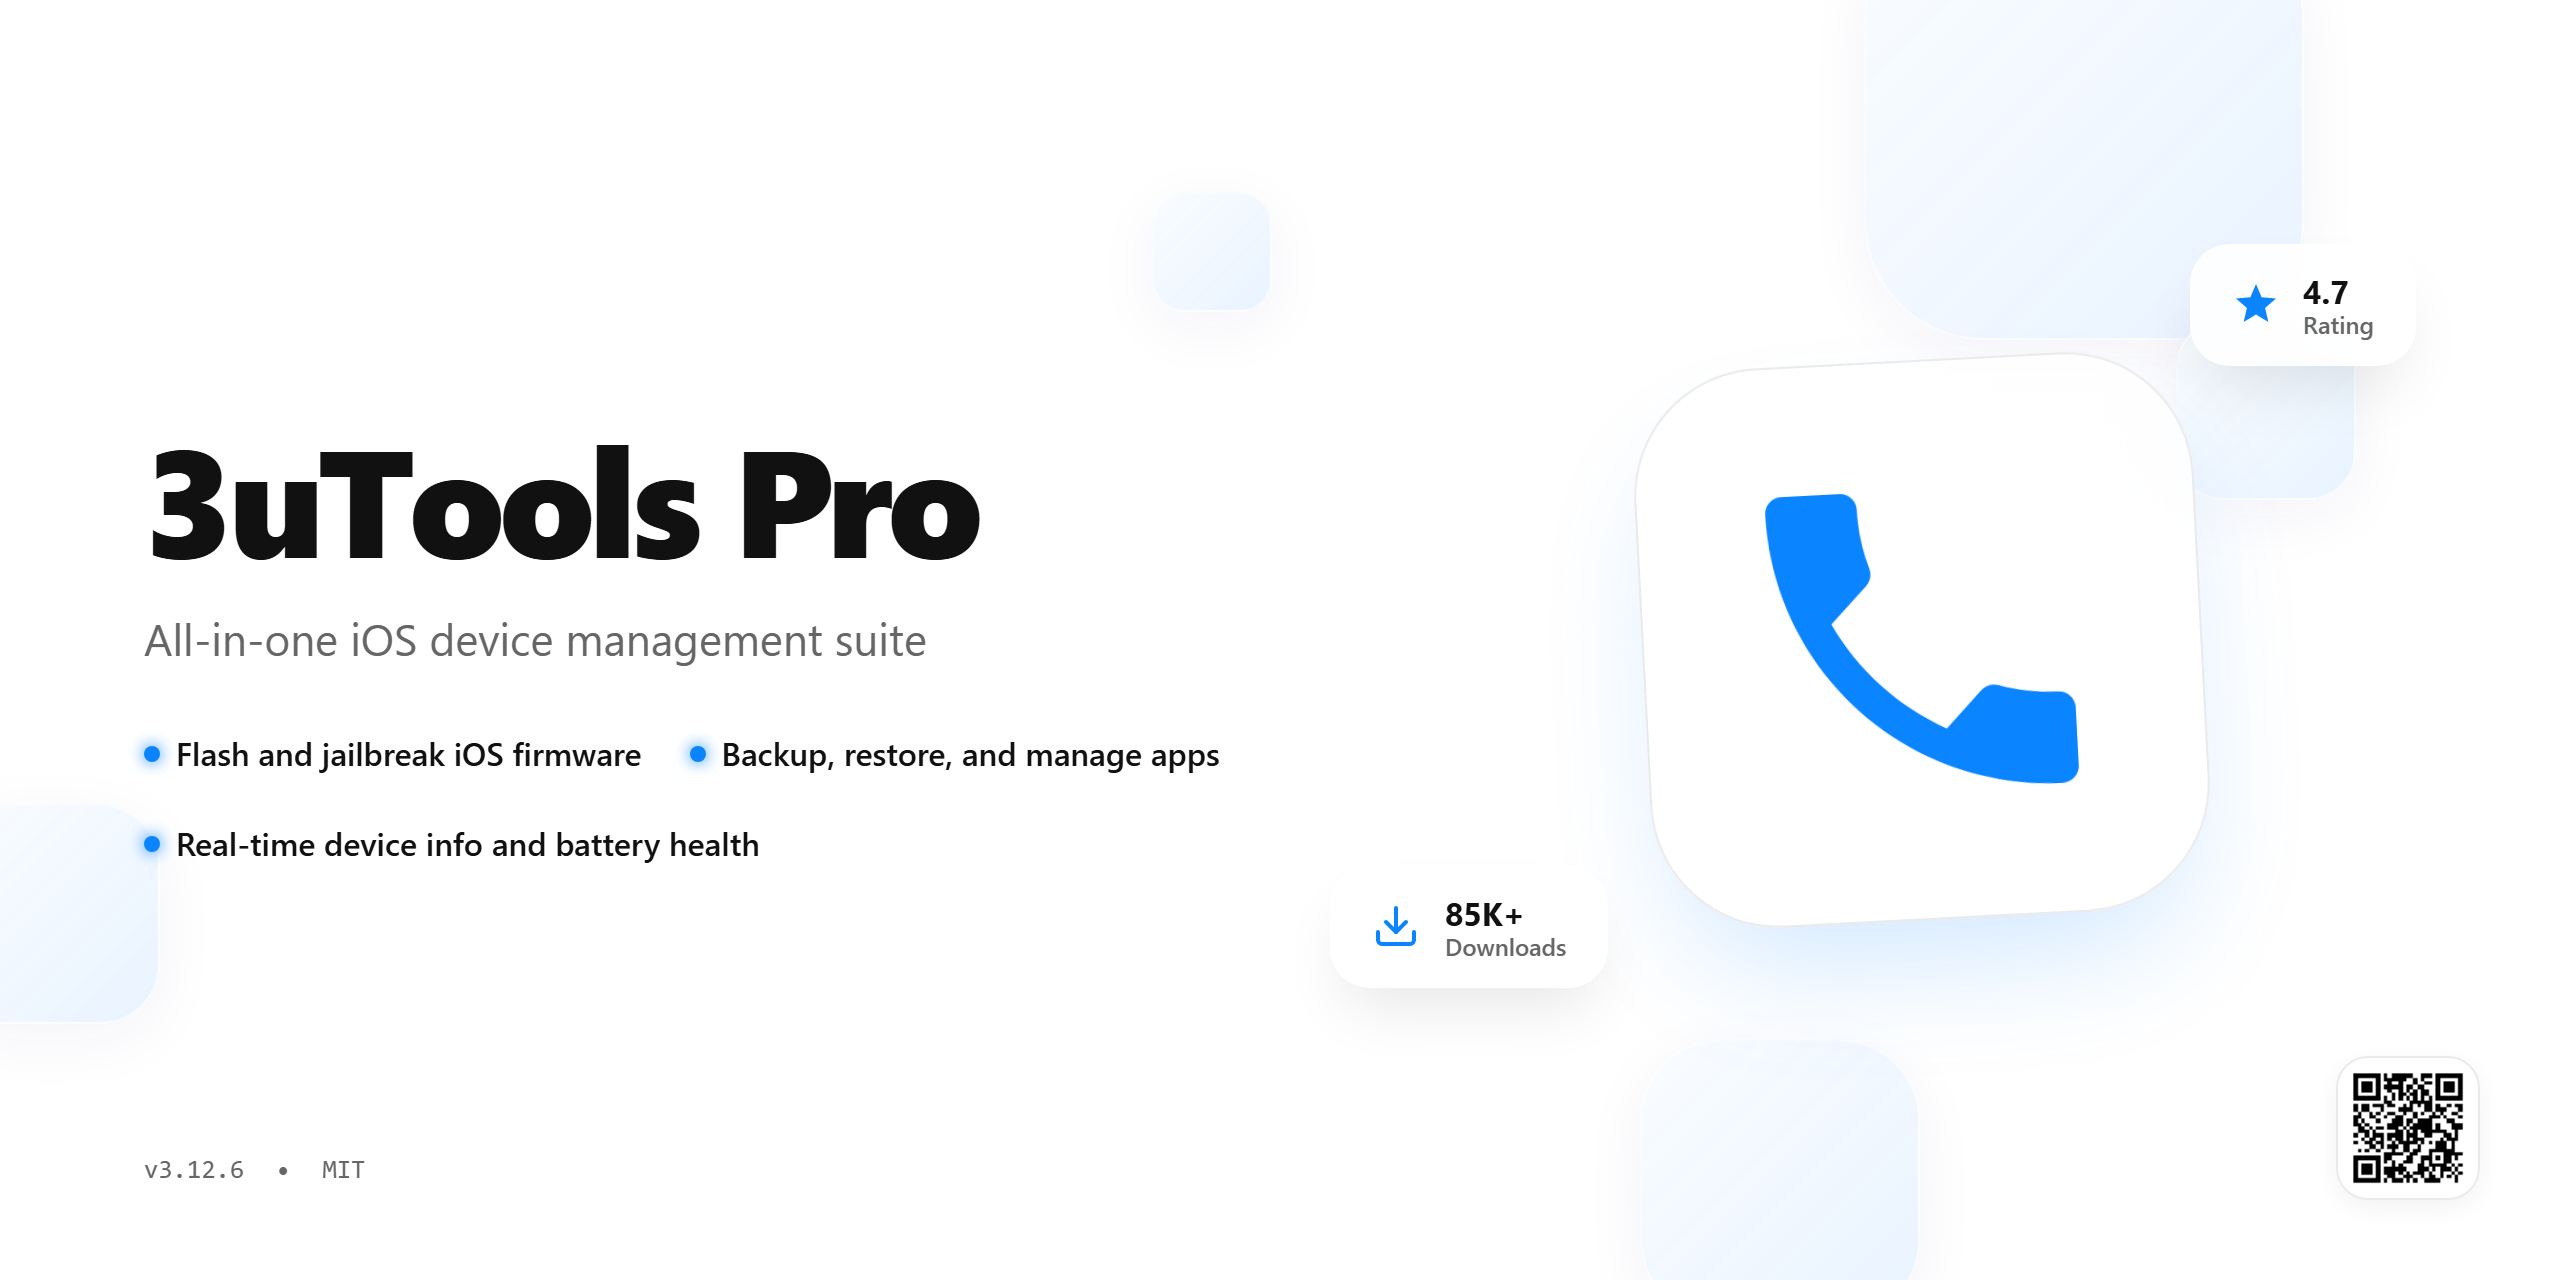 3uTools Pro
All-in-one iOS device management suite
Flash and jailbreak iOS firmware
Backup, restore, and manage apps
Real-time device info and battery health
4.7
Rating
85K+
Downloads
v3.12.6 • MIT